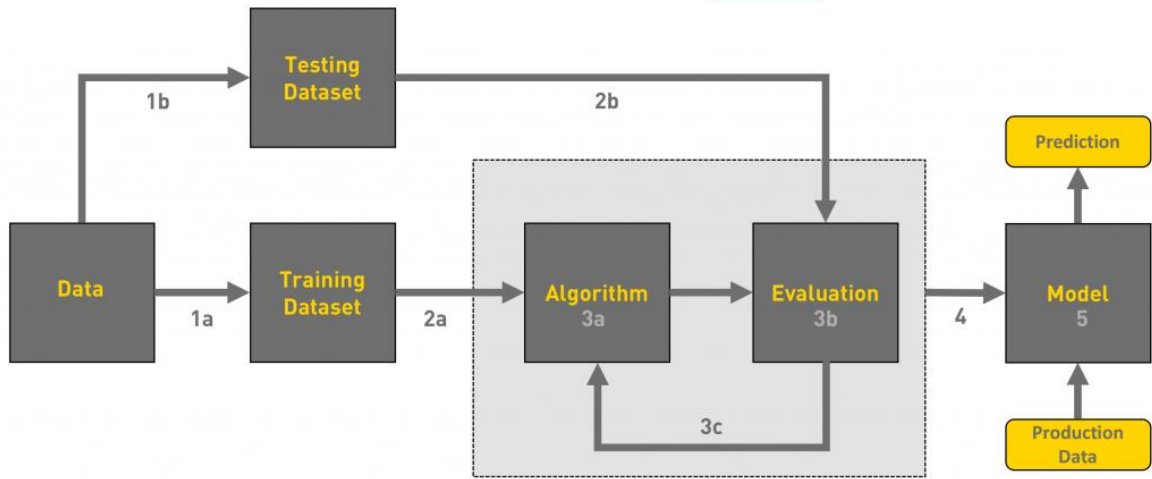 Testing
Dataset
1b
2b
Prediction
Data
1a
Training
Dataset
2a
Algorithm
3a
Evaluation
3b
4
Model
5
3c
Production
Data